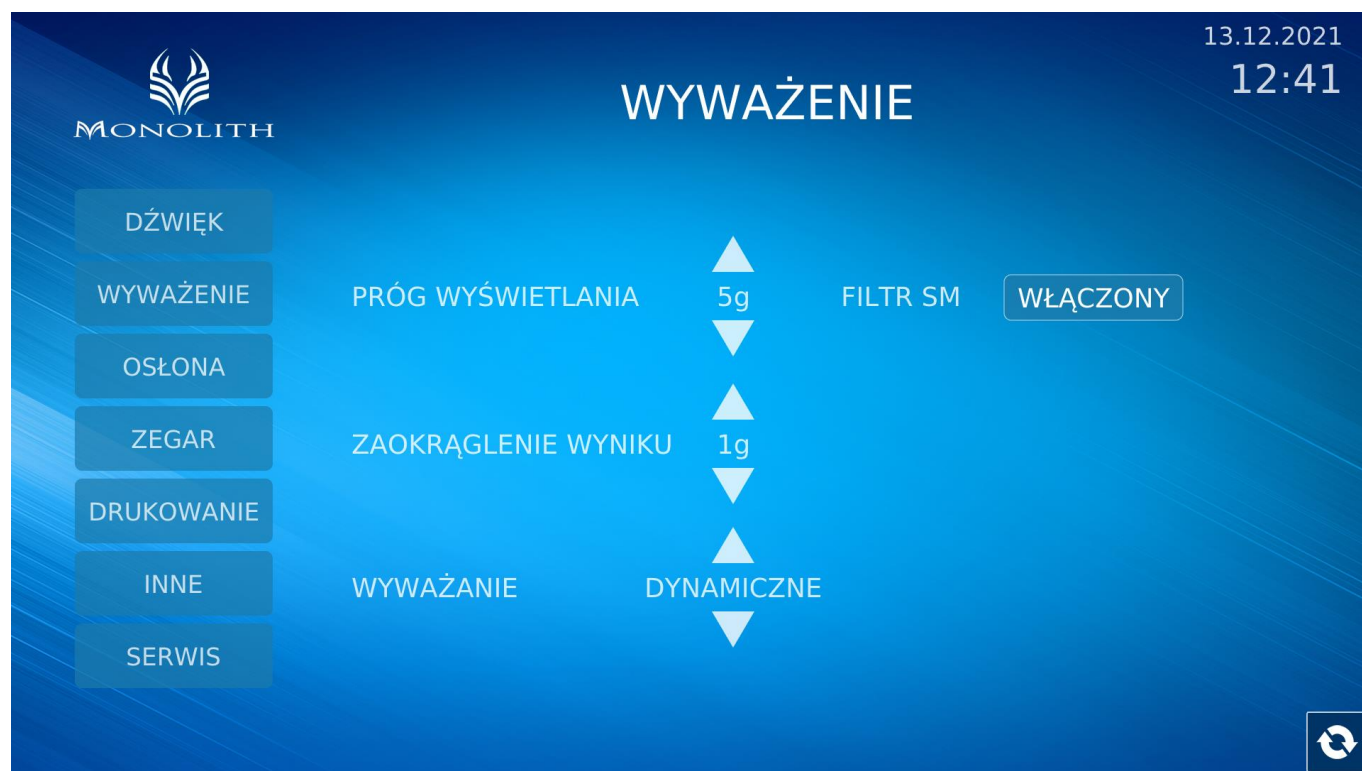 13.12.2021
12:41
MONOLITH
WYWAŻENIE
DŹWIĘK
WYWAŻENIE
OSŁONA
ZEGAR
DRUKOWANIE
INNE
SERWIS
PRÓG WYŚWIETLANIA 5g FILTR SM WŁĄCZONY
ZAOKRĄGLENIE WYNIKU 1g
WYWAŻANIE DYNAMICZNE